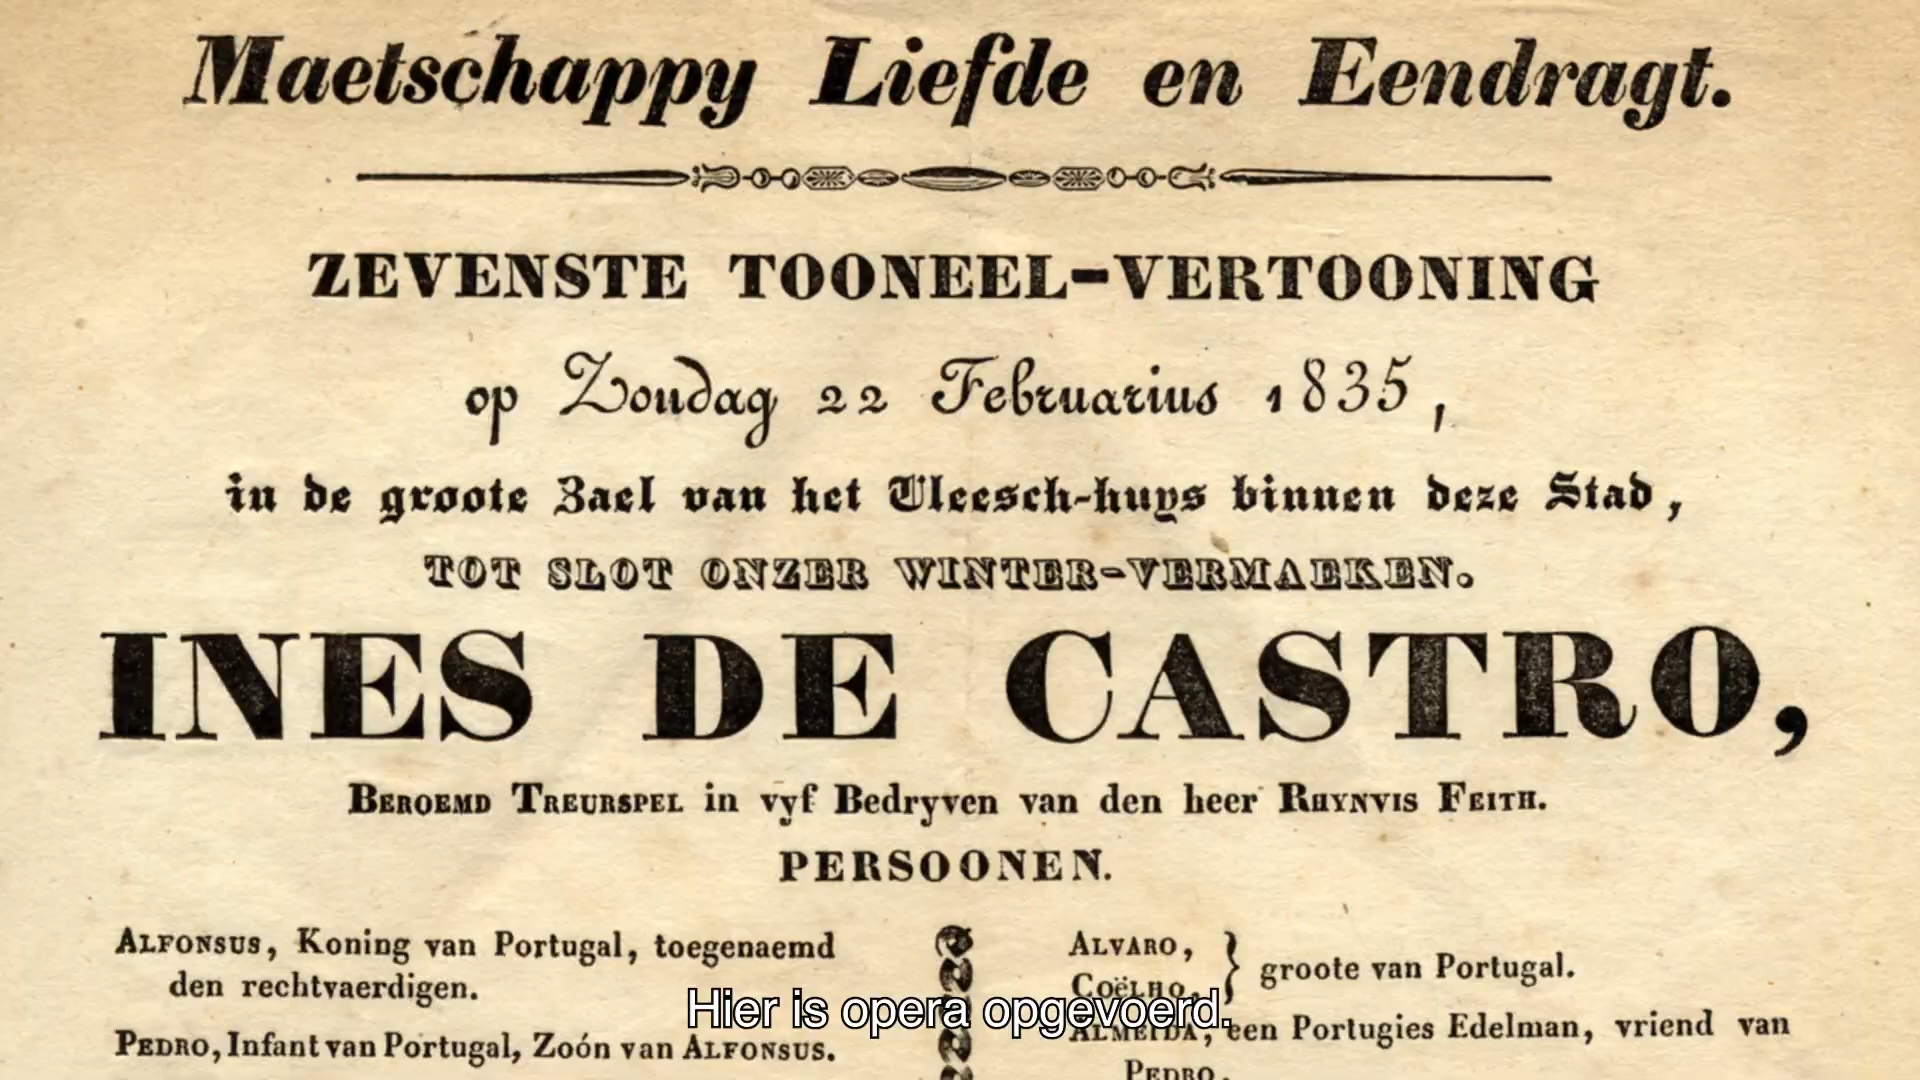 Maetschappy Liefde en Eendragt.
ZEVENSTE TOONEEL-VERTOONING
op Zondag 22 Februarius 1835,
in de groote Zael van het Vleesch-huys binnen deze Stad,
TOT SLOT ONZER WINTER-VERMAEKEN.
INES DE CASTRO,
BEROEMD TREURSPEL in vyf Bedryven van den heer RHYNVIS FEITH.
PERSOONEN.
ALFONSUS, Koning van Portugal, toegenaemd
den rechtvaerdigen.
PEDRO, Infant van Portugal, Zoón van ALFONSUS.
ALVARO,
COËLHO,
groote van Portugal.
ALMEIDA, een Portugies Edelman, vriend van
PEDRO.
Hier is opera opgevoerd.